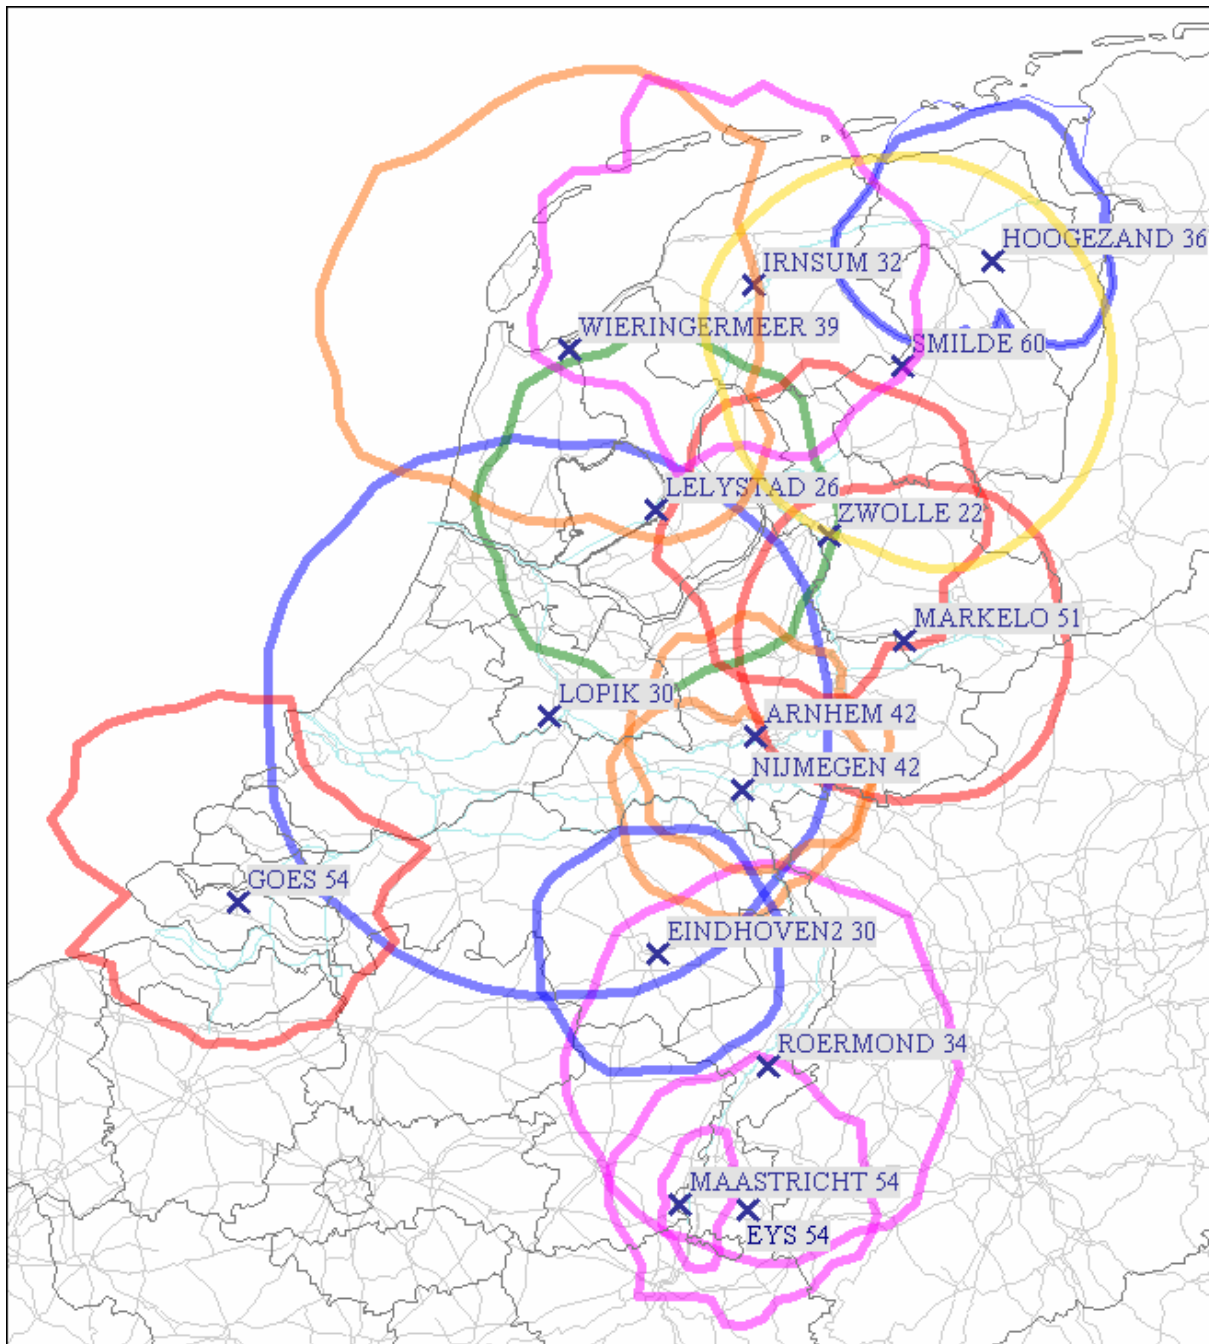 HOOGEZAND 36
IRNSUM 32
WIERINGERMEER 39
SMILDE 60
LELYSTAD 26
ZWOLLE 22
MARKELO 51
LOPIK 30
ARNHEM 42
NIJMEGEN 42
GOES 54
EINDHOVEN2 30
ROERMOND 34
MAASTRICHT 54
EYS 54